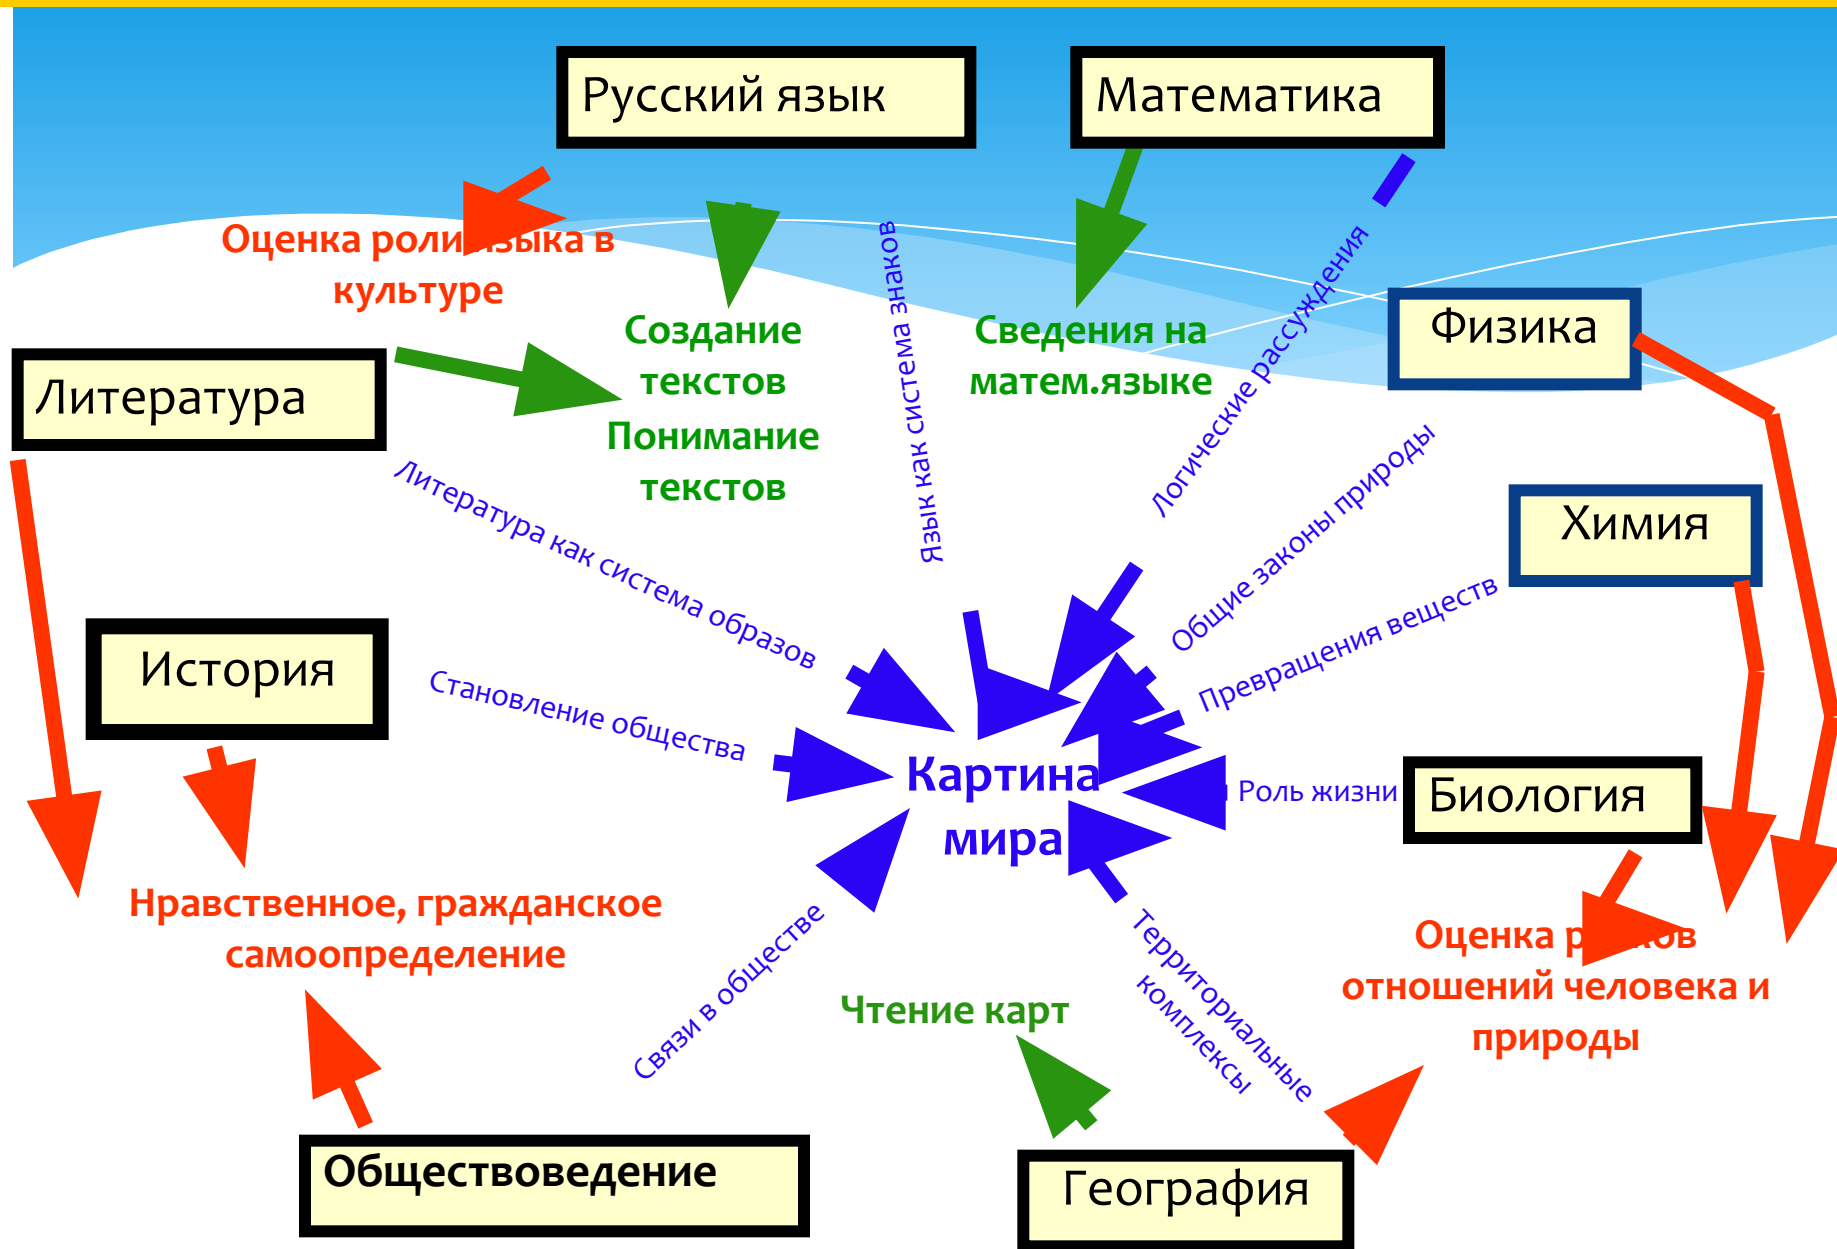 Русский язык
Математика
Оценка роли языка в
культуре
Язык как система знаков
Логические рассуждения
Создание
текстов
Понимание
текстов
Сведения на
матем.языке
Физика
Литература
Литература как система образов
Общие законы природы
Химия
Превращения веществ
История
Становление общества
Картина
мира
Роль жизни
Биология
Нравственное, гражданское
самоопределение
Связи в обществе
Чтение карт
Территориальные
комплексы
Оценка рисков
отношений человека и
природы
Обществоведение
География